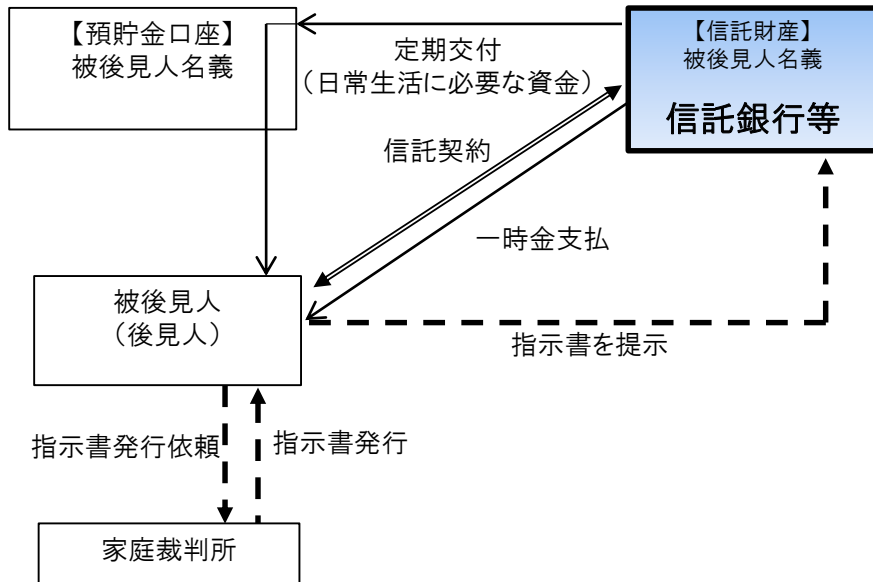 【預貯金口座】
被後見人名義
定期交付
（日常生活に必要な資金）
【信託財産】
被後見人名義
信託銀行等
信託契約
一時金支払
被後見人
（後見人）
指示書を提示
指示書発行依頼
指示書発行
家庭裁判所